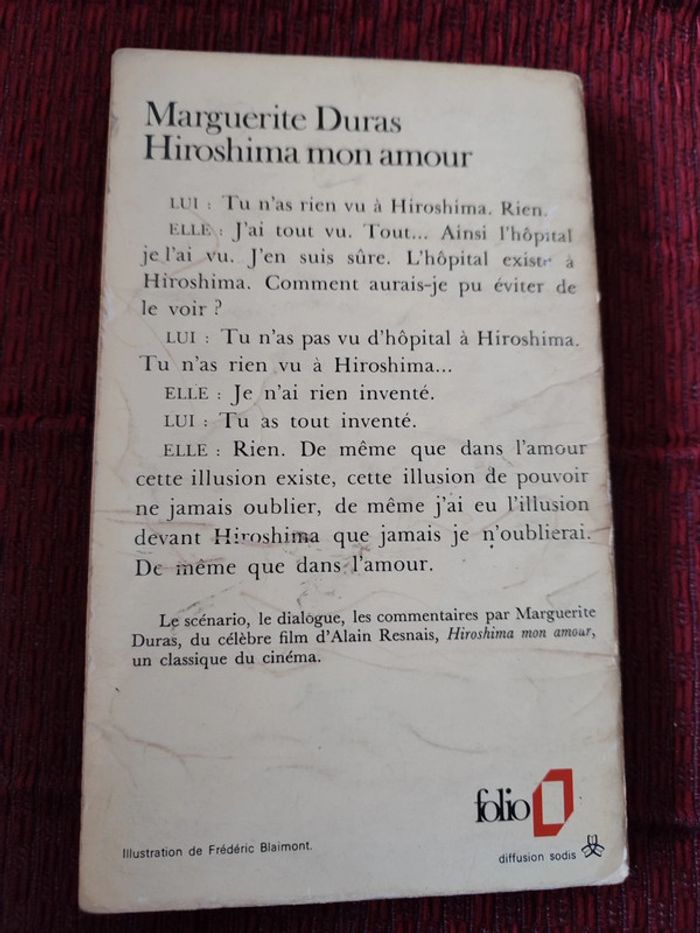 Marguerite Duras
Hiroshima mon amour
LUI : Tu n'as rien vu à Hiroshima. Rien.
ELLE : J'ai tout vu. Tout... Ainsi l'hôpital
je l'ai vu. J'en suis sûre. L'hôpital existe à
Hiroshima. Comment aurais-je pu éviter de
le voir ?
LUI : Tu n'as pas vu d'hôpital à Hiroshima.
Tu n'as rien vu à Hiroshima...
ELLE : Je n'ai rien inventé.
LUI : Tu as tout inventé.
ELLE : Rien. De même que dans l'amour
cette illusion existe, cette illusion de pouvoir
ne jamais oublier, de même j'ai eu l'illusion
devant Hiroshima que jamais je n'oublierai.
De même que dans l'amour.
Le scénario, le dialogue, les commentaires par Marguerite
Duras, du célèbre film d'Alain Resnais, Hiroshima mon amour,
un classique du cinéma.
folio
Illustration de Frédéric Blaimont.
diffusion sodis